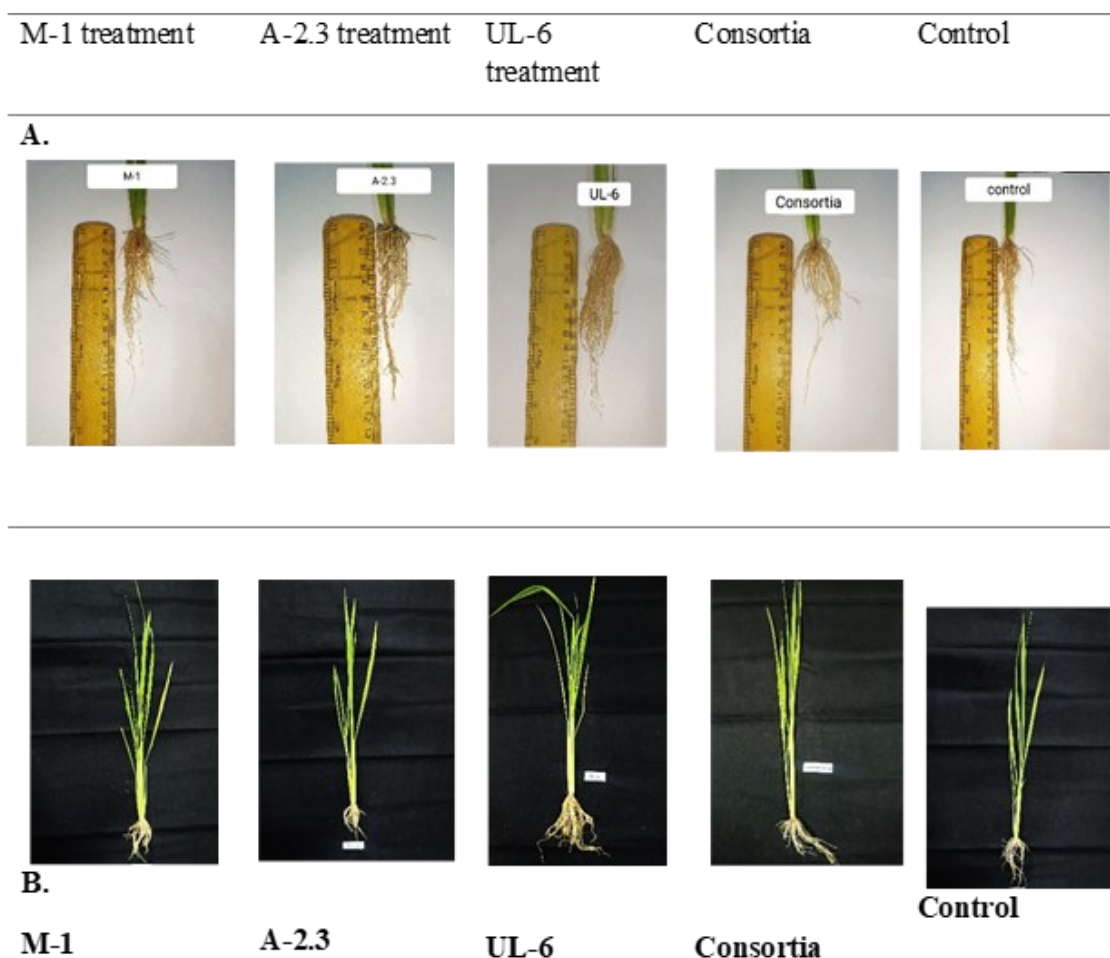 M-1 treatment
A-2.3 treatment
UL-6
treatment
Consortia
Control
A.
M-1
A-2.3
UL-6
Consortia
control
B.
M-1
A-2.3
UL-6
Consortia
Control